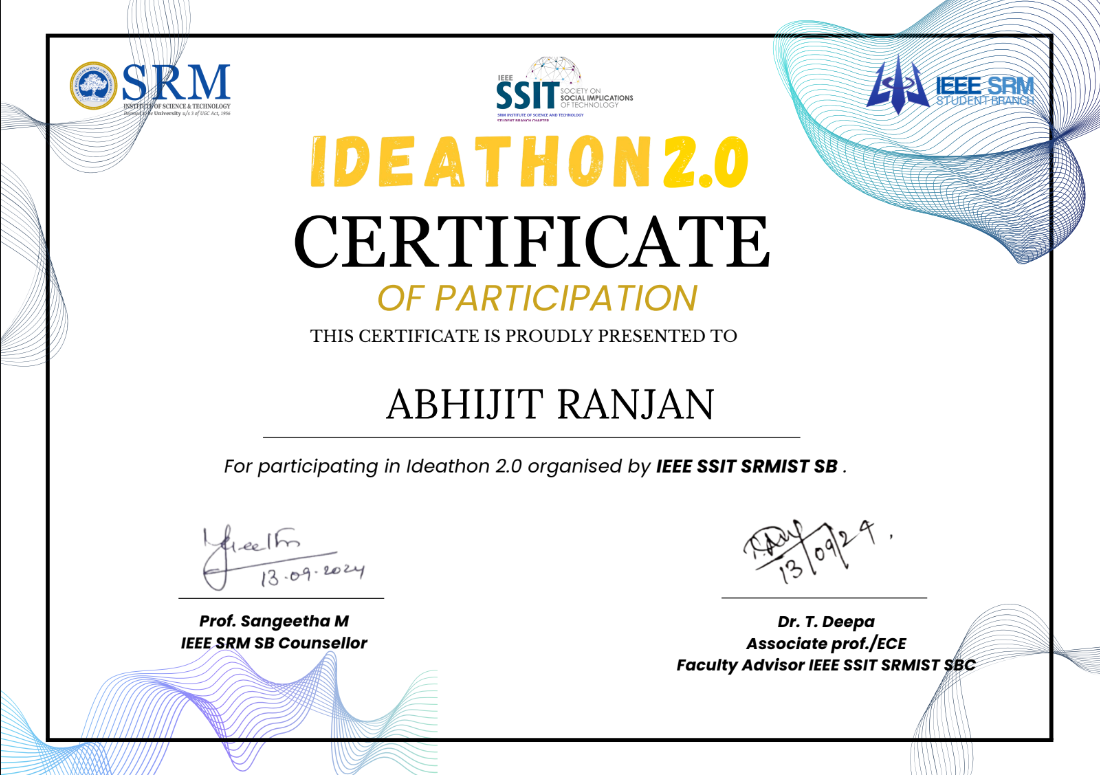 SRM
INSTITUTE OF SCIENCE & TECHNOLOGY
Deemed to be University u/s 3 of UGC Act, 1956
IEEE
SSIT
SOCIETY ON
SOCIAL IMPLICATIONS
OF TECHNOLOGY
SRM INSTITUTE OF SCIENCE AND TECHNOLOGY
STUDENT BRANCH CHAPTER
IEEE SRM
STUDENT BRANCH
IDEATHON 2.0
CERTIFICATE
OF PARTICIPATION
THIS CERTIFICATE IS PROUDLY PRESENTED TO
ABHIJIT RANJAN
For participating in Ideathon 2.0 organised by IEEE SSIT SRMIST SB .
13-09-2024
13/09/24.
Prof. Sangeetha M
IEEE SRM SB Counsellor
Dr. T. Deepa
Associate prof./ECE
Faculty Advisor IEEE SSIT SRMIST SBC